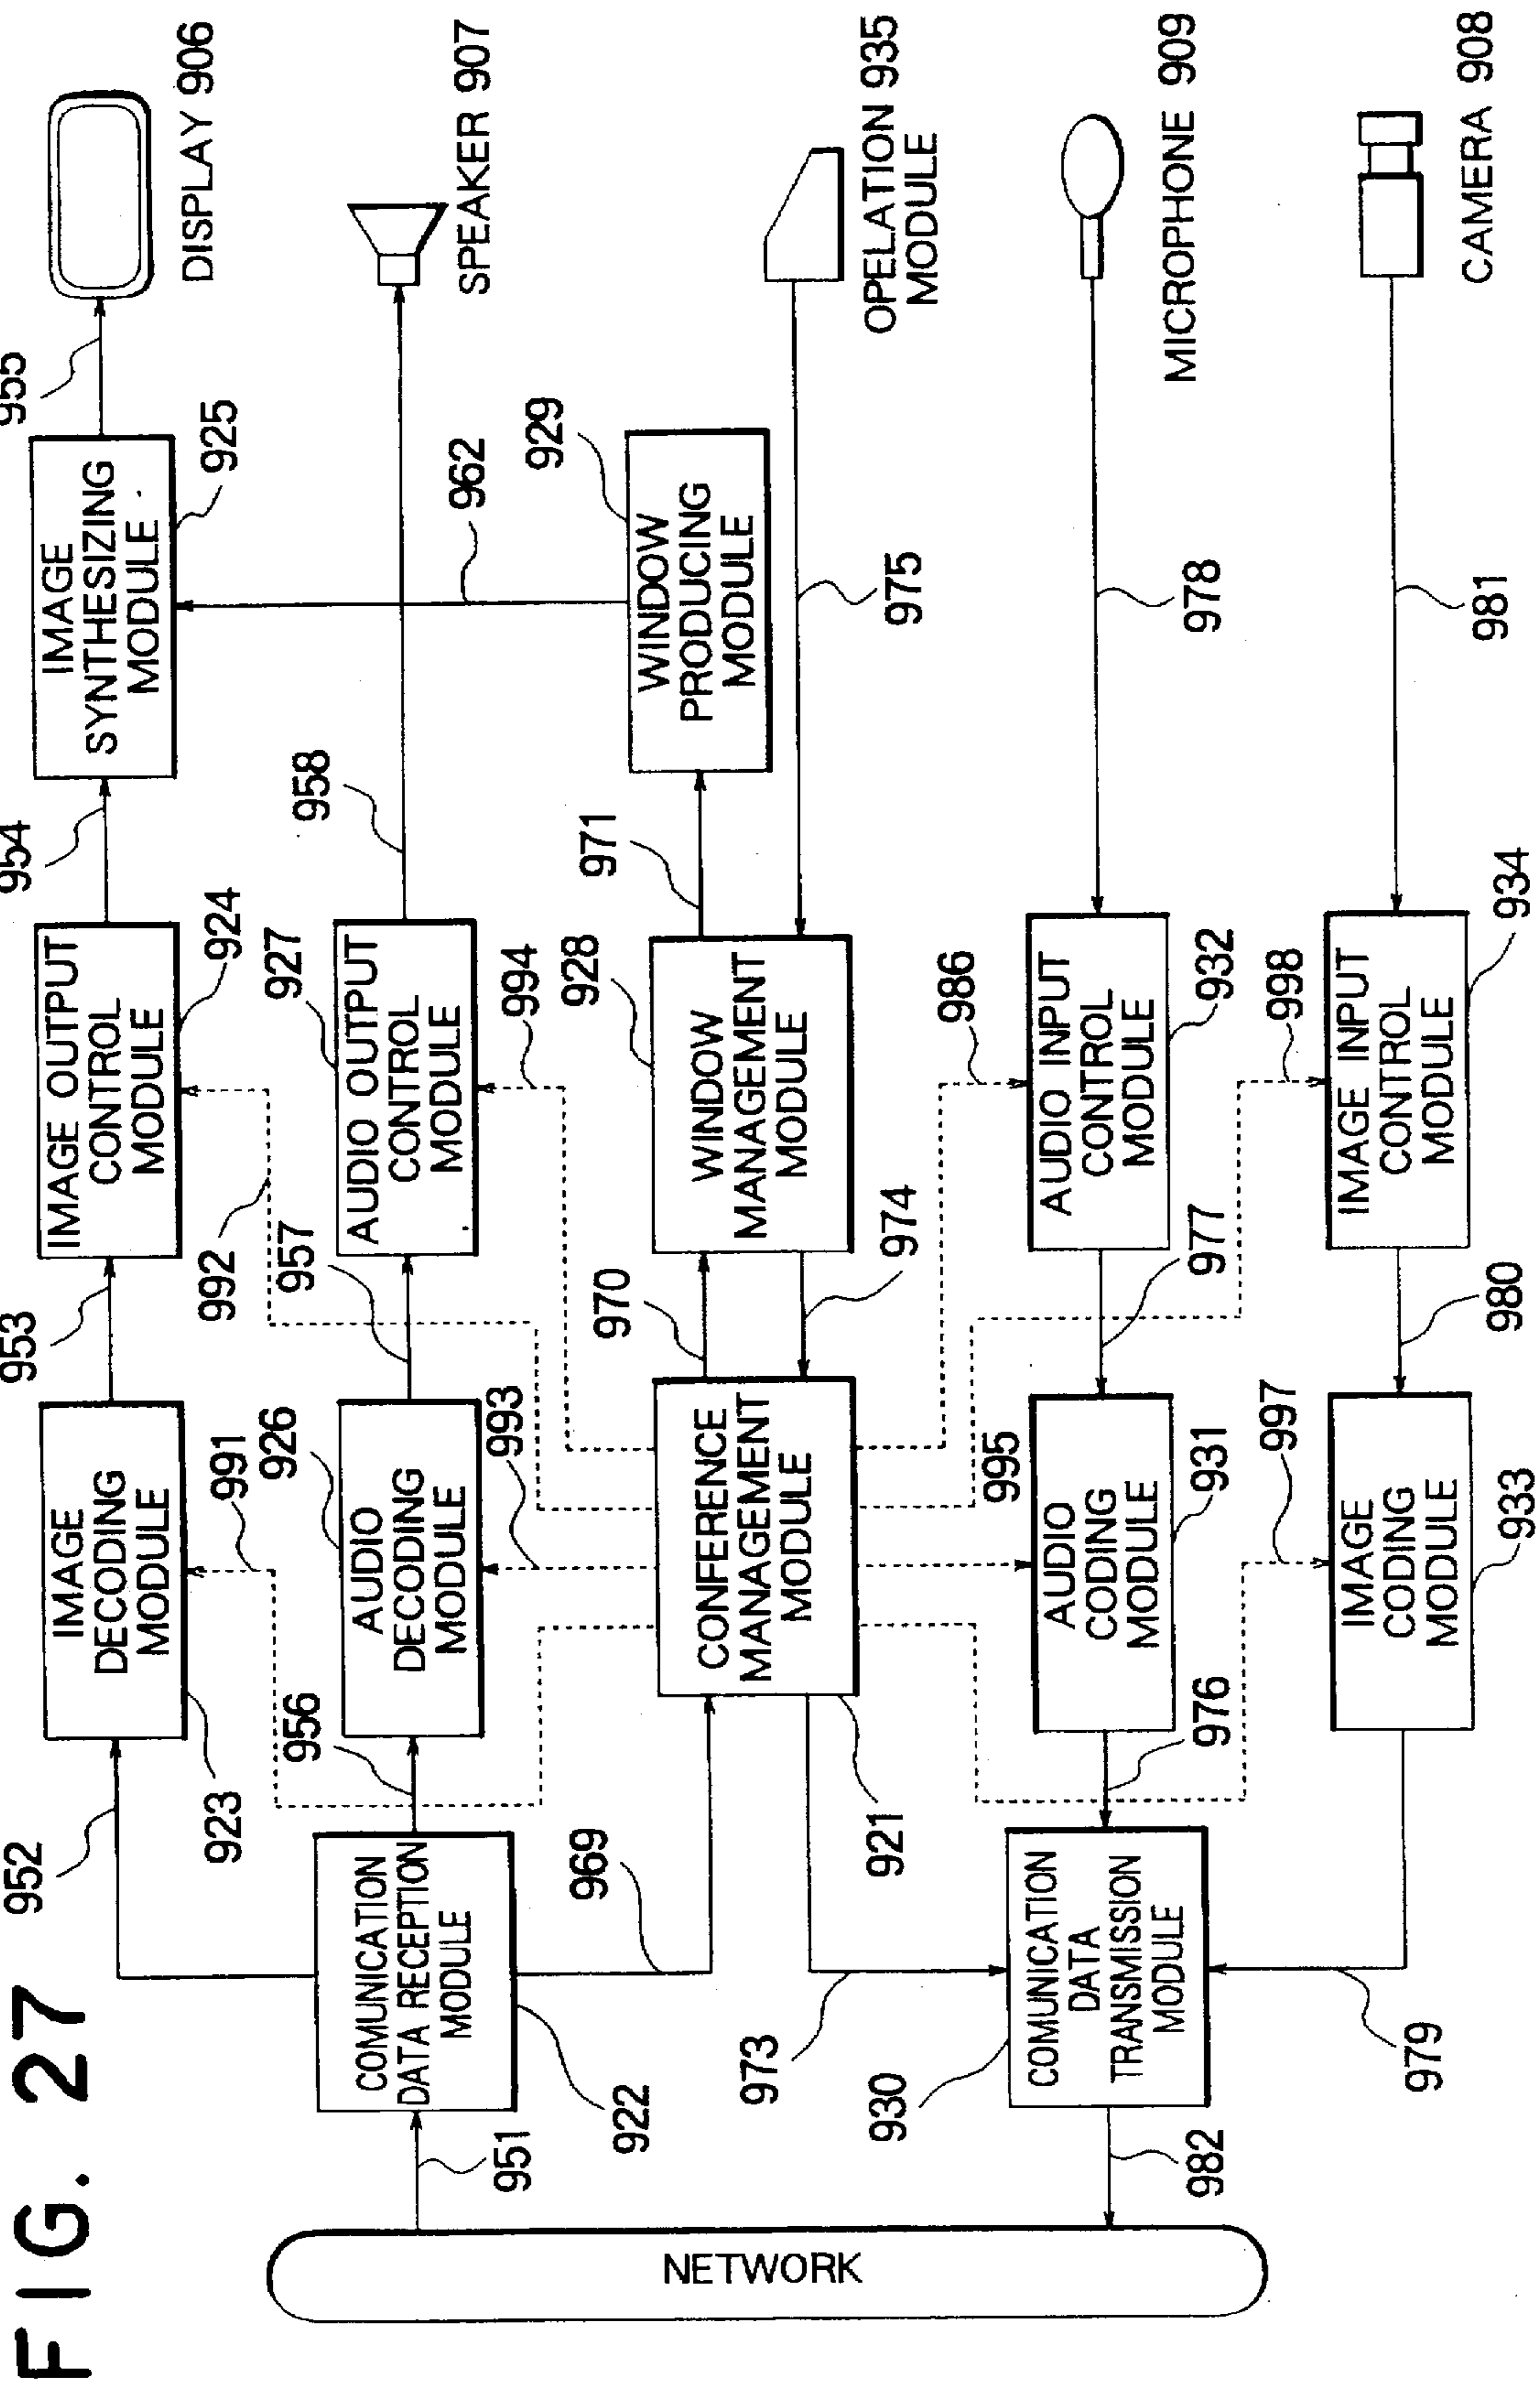 FIG. 27
955
954
953
952
IMAGE
SYNTHESIZING
MODULE
925
DISPLAY 906
IMAGE OUTPUT
CONTROL
MODULE
924
IMAGE
DECODING
MODULE
923
992
991
958
SPEAKER 907
AUDIO OUTPUT
CONTROL
MODULE
927
957
AUDIO
DECODING
MODULE
926
956
994
993
962
COMUNICATION
DATA RECEPTION
MODULE
922
951
969
WINDOW
PRODUCING
MODULE
929
971
WINDOW
MANAGEMENT
MODULE
928
970
974
975
OPELATION 935
MODULE
CONFERENCE
MANAGEMENT
MODULE
921
973
NETWORK
986
AUDIO INPUT
CONTROL
MODULE
932
978
MICROPHONE 909
977
995
AUDIO
CODING
MODULE
931
976
COMUNICATION
DATA
TRANSMISSION
MODULE
930
982
998
IMAGE INPUT
CONTROL
MODULE
934
981
CAMERA 908
980
997
IMAGE
CODING
MODULE
933
979